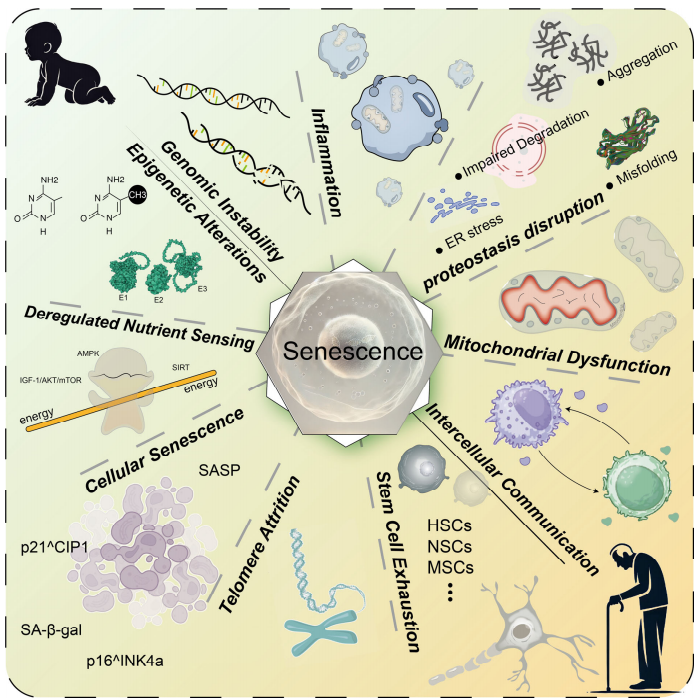 Aggregation
Inflammation
Impaired Degradation
Misfolding
Genomic Instability
Epigenetic Alterations
NH2
NH2
CH3
N
N
O
N
O
N
H
H
ER stress
proteostasis disruption
E1
E2
E3
Deregulated Nutrient Sensing
Senescence
Mitochondrial Dysfunction
AMPK
SIRT
IGF-1/AKT/mTOR
energy
energy
Cellular Senescence
Intercellular Communication
SASP
Telomere Attrition
Stem Cell Exhaustion
HSCs
NSCs
MSCs
...
p21^CIP1
SA-β-gal
p16^INK4a